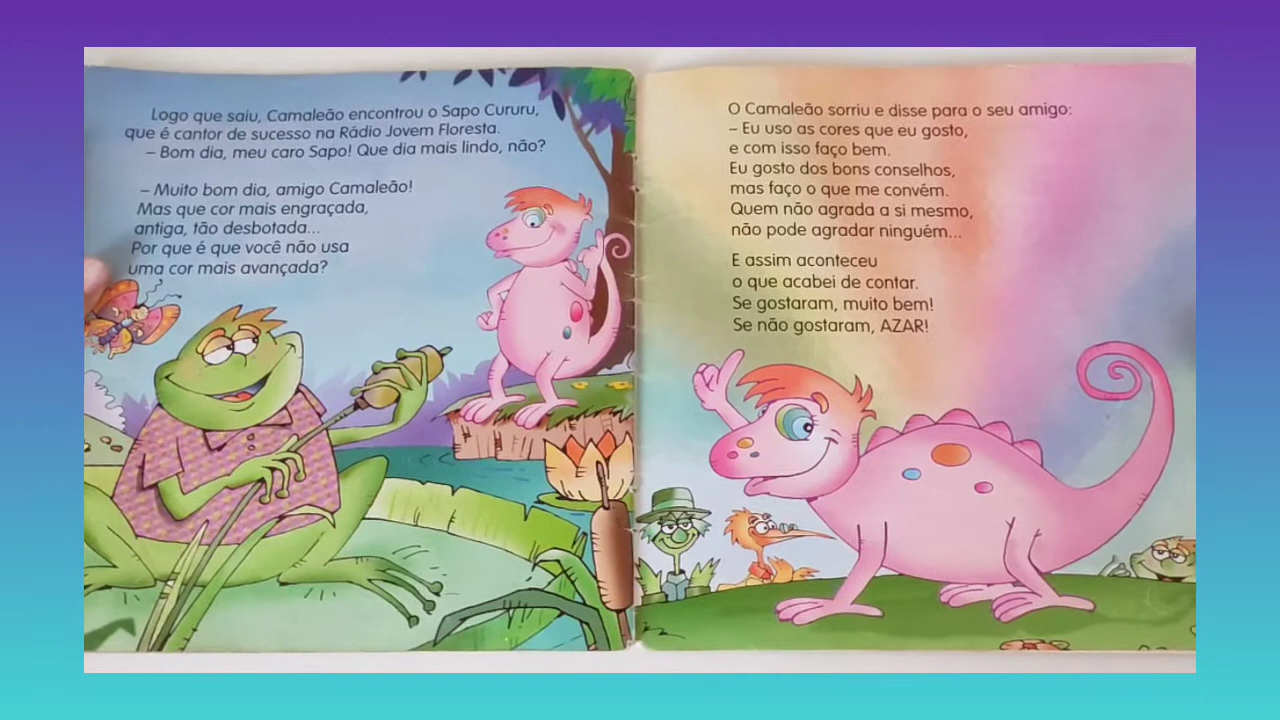 Logo que saiu, Camaleão encontrou o Sapo Cururu,
que é cantor de sucesso na Rádio Jovem Floresta.
– Bom dia, meu caro Sapo! Que dia mais lindo, não?
– Muito bom dia, amigo Camaleão!
Mas que cor mais engraçada,
antiga, tão desbotada...
Por que é que você não usa
uma cor mais avançada?
O Camaleão sorriu e disse para o seu amigo:
– Eu uso as cores que eu gosto,
e com isso faço bem.
Eu gosto dos bons conselhos,
mas faço o que me convém.
Quem não agrada a si mesmo,
não pode agradar ninguém...
E assim aconteceu
o que acabei de contar.
Se gostaram, muito bem!
Se não gostaram, AZAR!